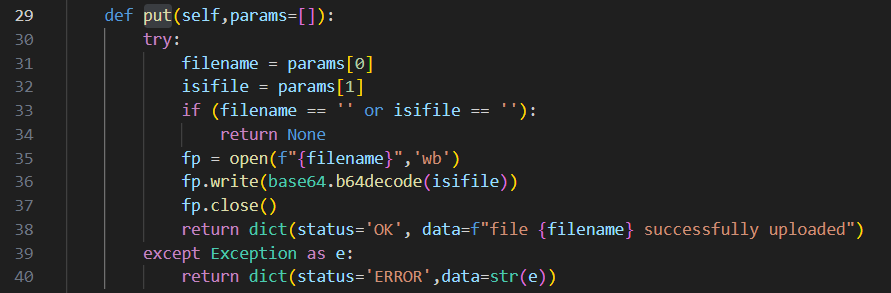 29 def put(self,params=[]):
30 try:
31 filename = params[0]
32 isifile = params[1]
33 if (filename == '' or isifile == ''):
34 return None
35 fp = open(f"{filename}",'wb')
36 fp.write(base64.b64decode(isifile))
37 fp.close()
38 return dict(status='OK', data=f"file {filename} successfully uploaded")
39 except Exception as e:
40 return dict(status='ERROR',data=str(e))